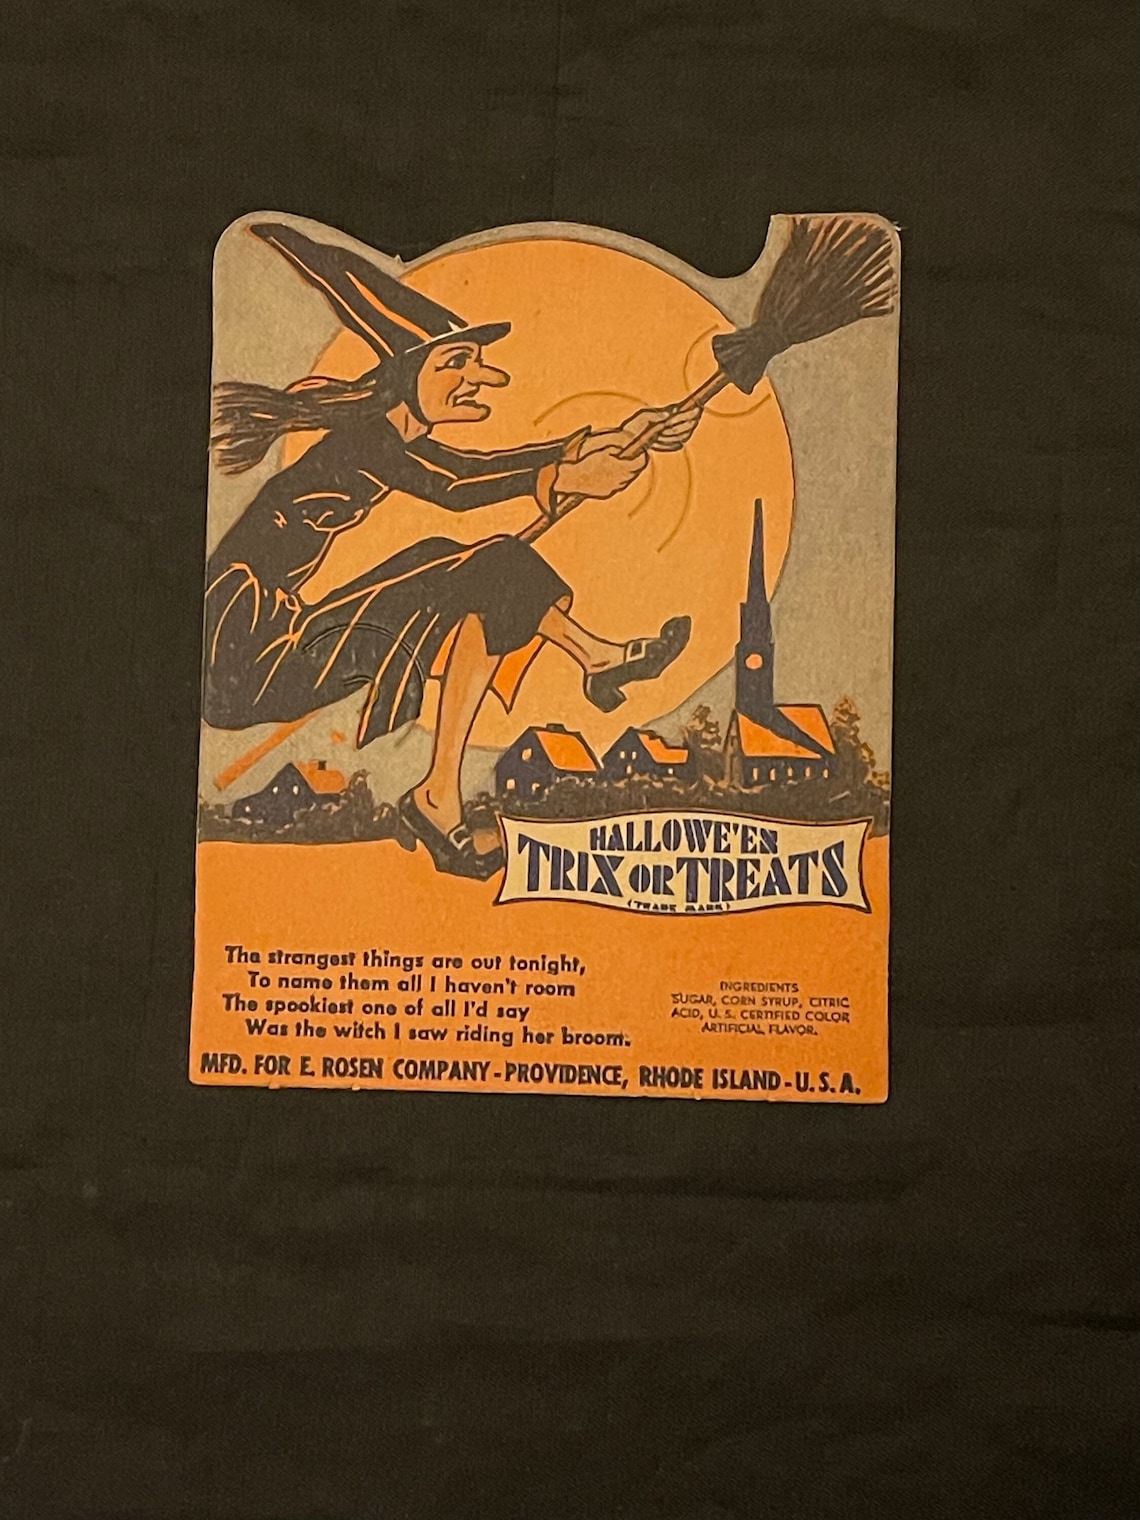 HALLOWE'EN
TRIX OR TREATS
(TRADE MARK)
The strangest things are out tonight,
To name them all I haven't room
The spookiest one of all I'd say
Was the witch I saw riding her broom.
INGREDIENTS
SUGAR, CORN SYRUP, CITRIC
ACID, U. S. CERTIFIED COLOR
ARTIFICIAL FLAVOR.
MFD. FOR E. ROSEN COMPANY - PROVIDENCE, RHODE ISLAND - U. S. A.